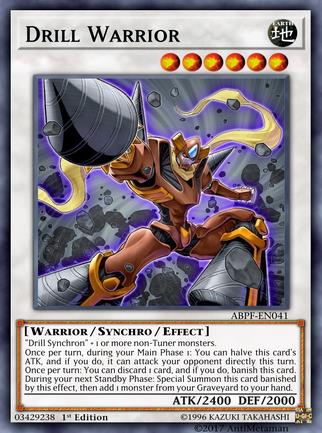 DRILL WARRIOR
EARTH
地
ABPF-EN041
[WARRIOR/SYNCHRO/EFFECT]
"Drill Synchron" + 1 or more non-Tuner monsters.
Once per turn, during your Main Phase 1: You can halve this card's
ATK, and if you do, it can attack your opponent directly this turn.
Once per turn: You can discard 1 card, and if you do, banish this card.
During your next Standby Phase: Special Summon this card banished
by this effect, then add 1 monster from your Graveyard to your hand.
ATK/2400 DEF/2000
03429238 1st Edition ©1996 KAZUKI TAKAHASHI
©2017 AntiMetaman